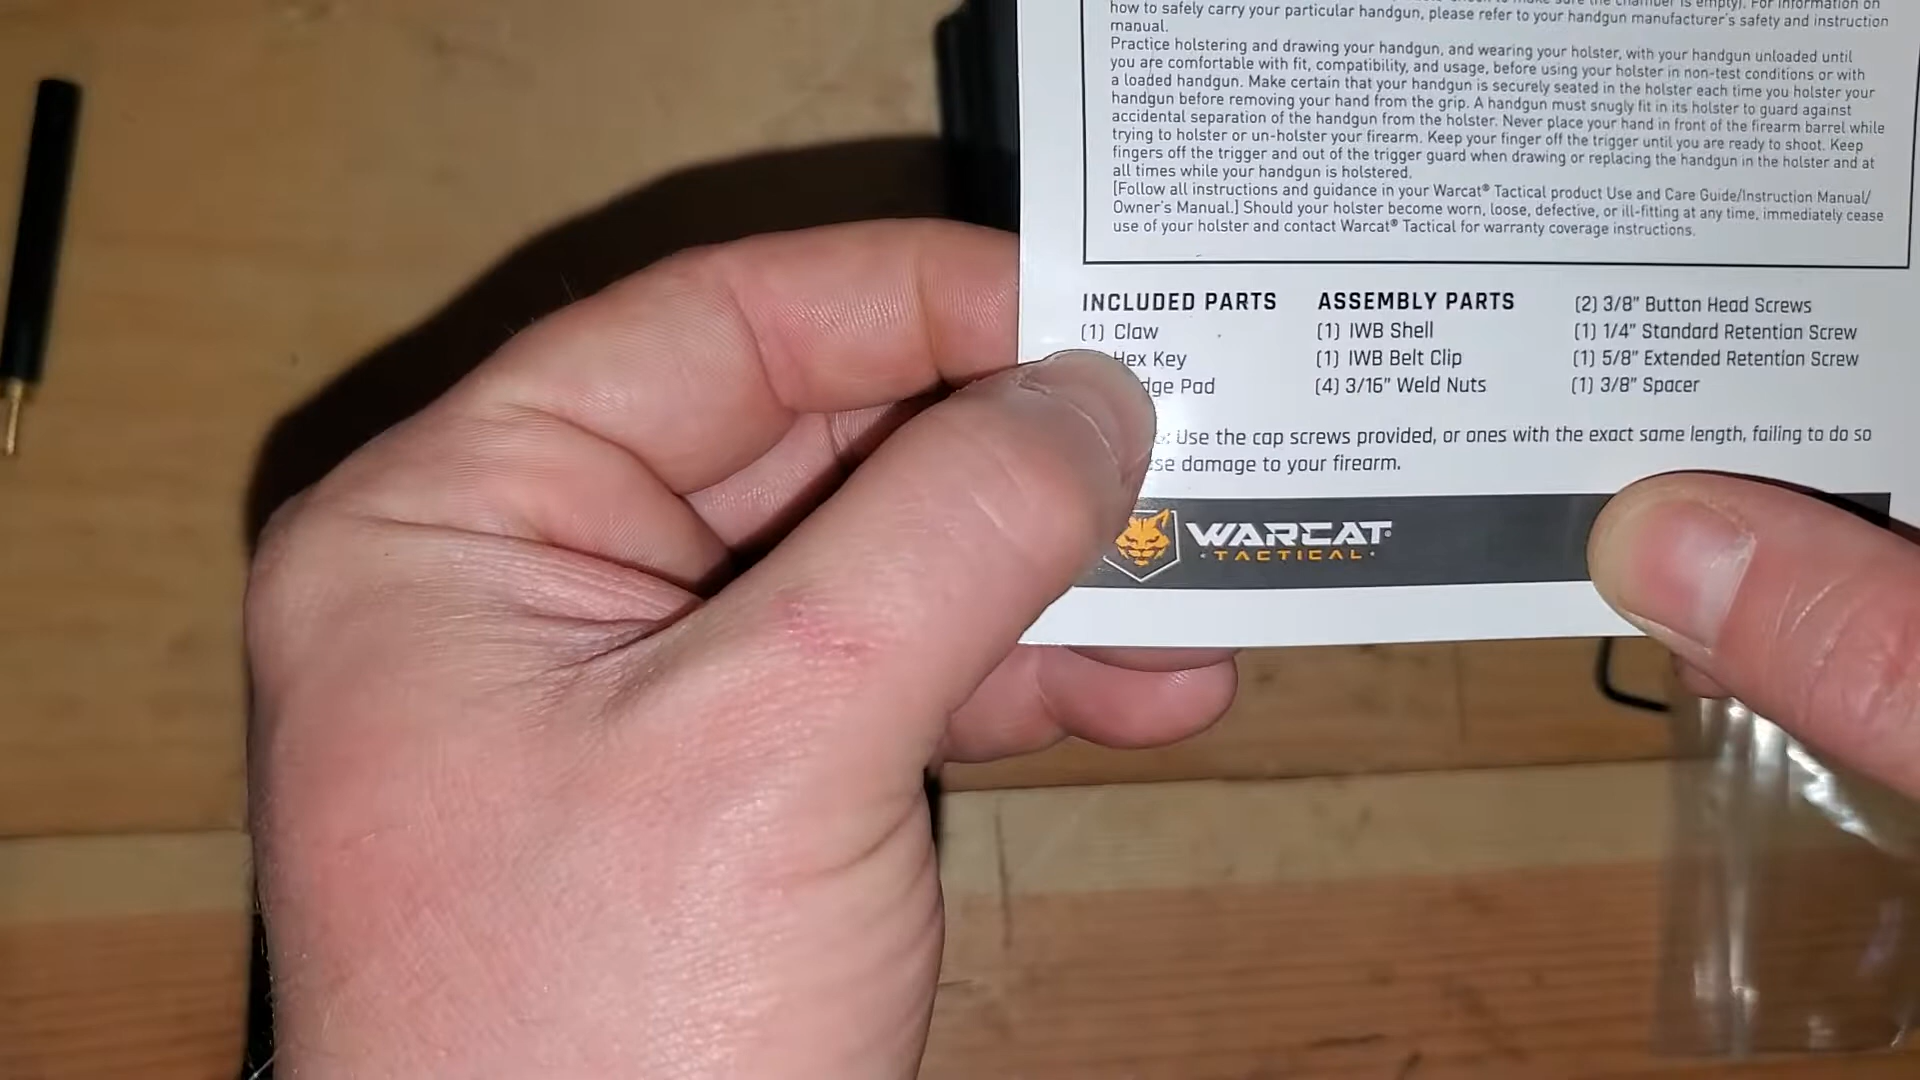 how to safely carry your particular handgun, please refer to your handgun manufacturer's safety and instruction
manual.
Practice holstering and drawing your handgun, and wearing your holster, with your handgun unloaded until
you are comfortable with fit, compatibility, and usage, before using your holster in non-test conditions or with
a loaded handgun. Make certain that your handgun is securely seated in the holster each time you holster your
handgun before removing your hand from the grip. A handgun must snugly fit in its holster to guard against
accidental separation of the handgun from the holster. Never place your hand in front of the firearm barrel while
trying to holster or un-holster your firearm. Keep your finger off the trigger until you are ready to shoot. Keep
fingers off the trigger and out of the trigger guard when drawing or replacing the handgun in the holster and at
all times while your handgun is holstered.
[Follow all instructions and guidance in your Warcat® Tactical product Use and Care Guide/Instruction Manual/
Owner's Manual.] Should your holster become worn, loose, defective, or ill-fitting at any time, immediately cease
use of your holster and contact Warcat® Tactical for warranty coverage instructions.
INCLUDED PARTS
(1) Claw
Hex Key
Pad
ASSEMBLY PARTS
(1) IWB Shell
(1) IWB Belt Clip
(4) 3/16" Weld Nuts
(2) 3/8" Button Head Screws
(1) 1/4" Standard Retention Screw
(1) 5/8" Extended Retention Screw
(1) 3/8" Spacer
Use the cap screws provided, or ones with the exact same length, failing to do so
damage to your firearm.
WARCAT
TACTICAL